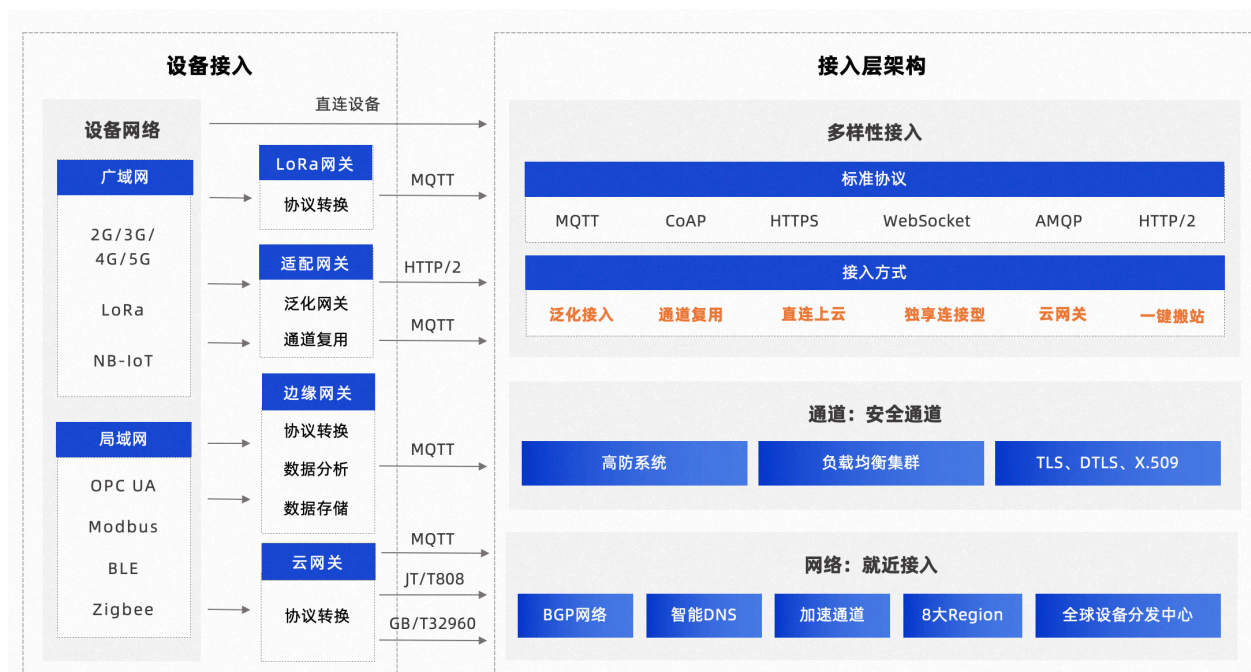 设备接入
设备网络
广域网
2G/3G/
4G/5G
LoRa
NB-IoT
局域网
OPC UA
Modbus
BLE
Zigbee
直连设备
LoRa网关
协议转换
MQTT
适配网关
泛化网关
通道复用
HTTP/2
MQTT
边缘网关
协议转换
数据分析
数据存储
MQTT
云网关
协议转换
MQTT
JT/T808
GB/T32960
接入层架构
多样性接入
标准协议
MQTT CoAP HTTPS WebSocket AMQP HTTP/2
接入方式
泛化接入 通道复用 直连上云 独享连接型 云网关 一键搬站
通道：安全通道
高防系统 负载均衡集群 TLS、DTLS、X.509
网络：就近接入
BGP网络 智能DNS 加速通道 8大Region 全球设备分发中心